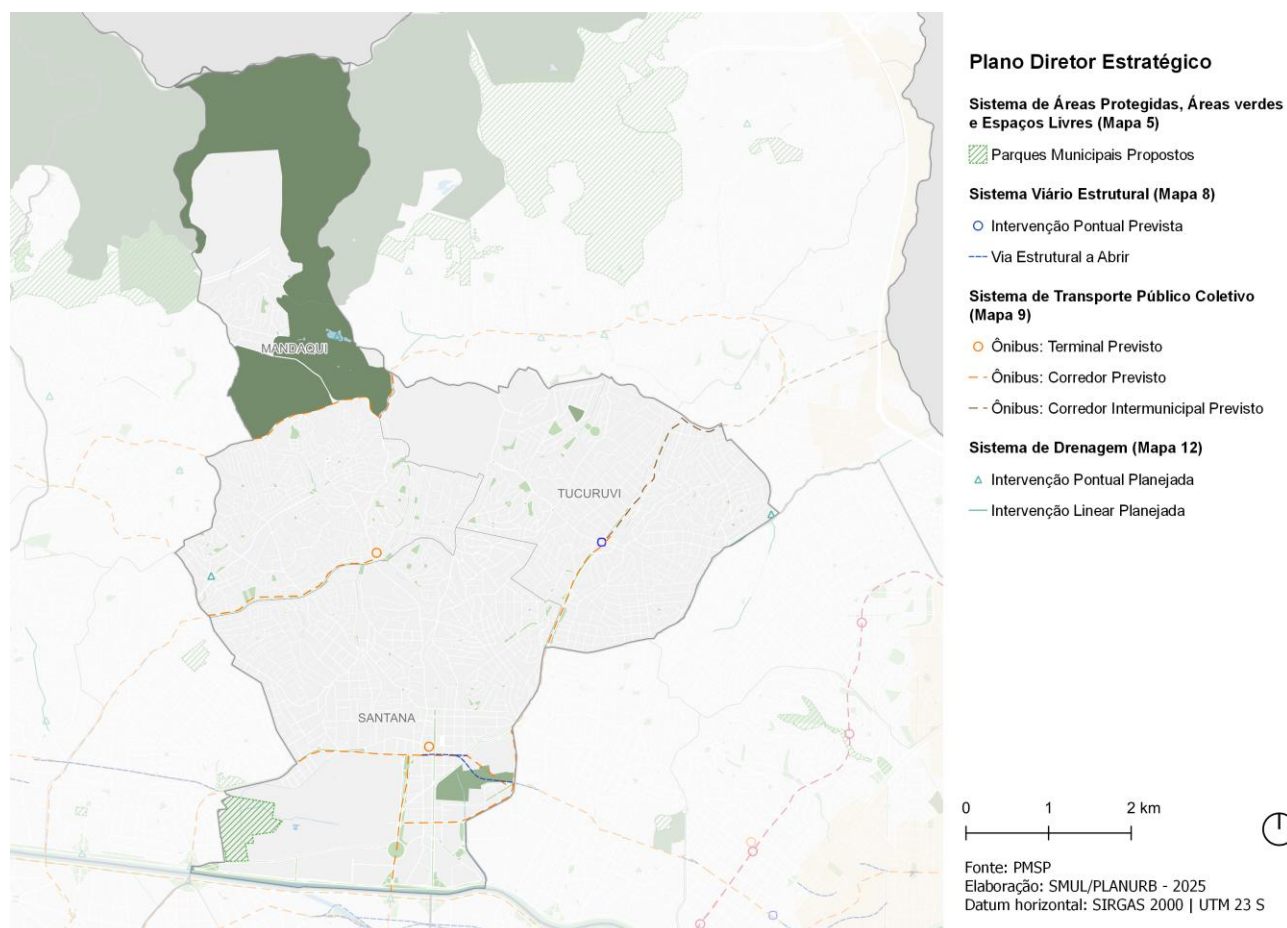 MANDAQUI
TUCURUVI
SANTANA
Plano Diretor Estratégico
Sistema de Áreas Protegidas, Áreas verdes
e Espaços Livres (Mapa 5)
Parques Municipais Propostos
Sistema Viário Estrutural (Mapa 8)
Intervenção Pontual Prevista
Via Estrutural a Abrir
Sistema de Transporte Público Coletivo
(Mapa 9)
Ônibus: Terminal Previsto
Ônibus: Corredor Previsto
Ônibus: Corredor Intermunicipal Previsto
Sistema de Drenagem (Mapa 12)
Intervenção Pontual Planejada
Intervenção Linear Planejada
0 1 2 km
Fonte: PMSP
Elaboração: SMUL/PLANURB - 2025
Datum horizontal: SIRGAS 2000 | UTM 23 S